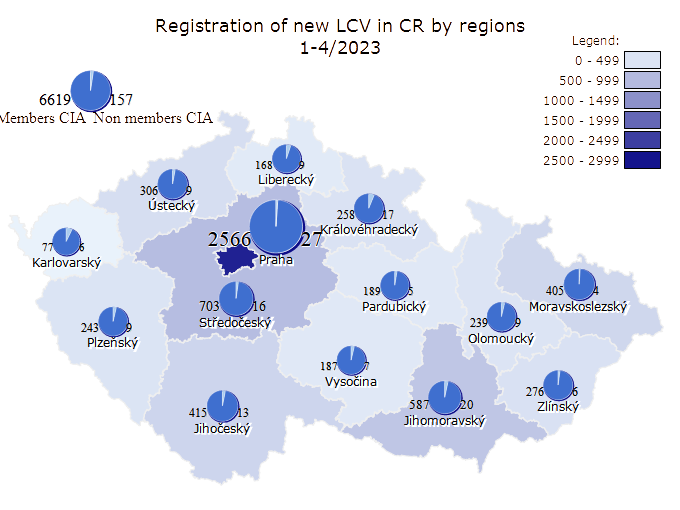 Registration of new LCV in CR by regions
1-4/2023
Legend:
0 - 499
500 - 999
1000 - 1499
1500 - 1999
2000 - 2499
2500 - 2999
6619 157
Members CIA Non members CIA
168 9
Liberecký
306 9
Ústecký
258 17
Královéhradecký
2566 27
Praha
77 6
Karlovarský
703 16
Středočeský
189 5
Pardubický
405 4
Moravskoslezský
243 9
Plzeňský
239 9
Olomoucký
187 7
Vysočina
276 6
Zlínský
415 13
Jihočeský
587 20
Jihomoravský